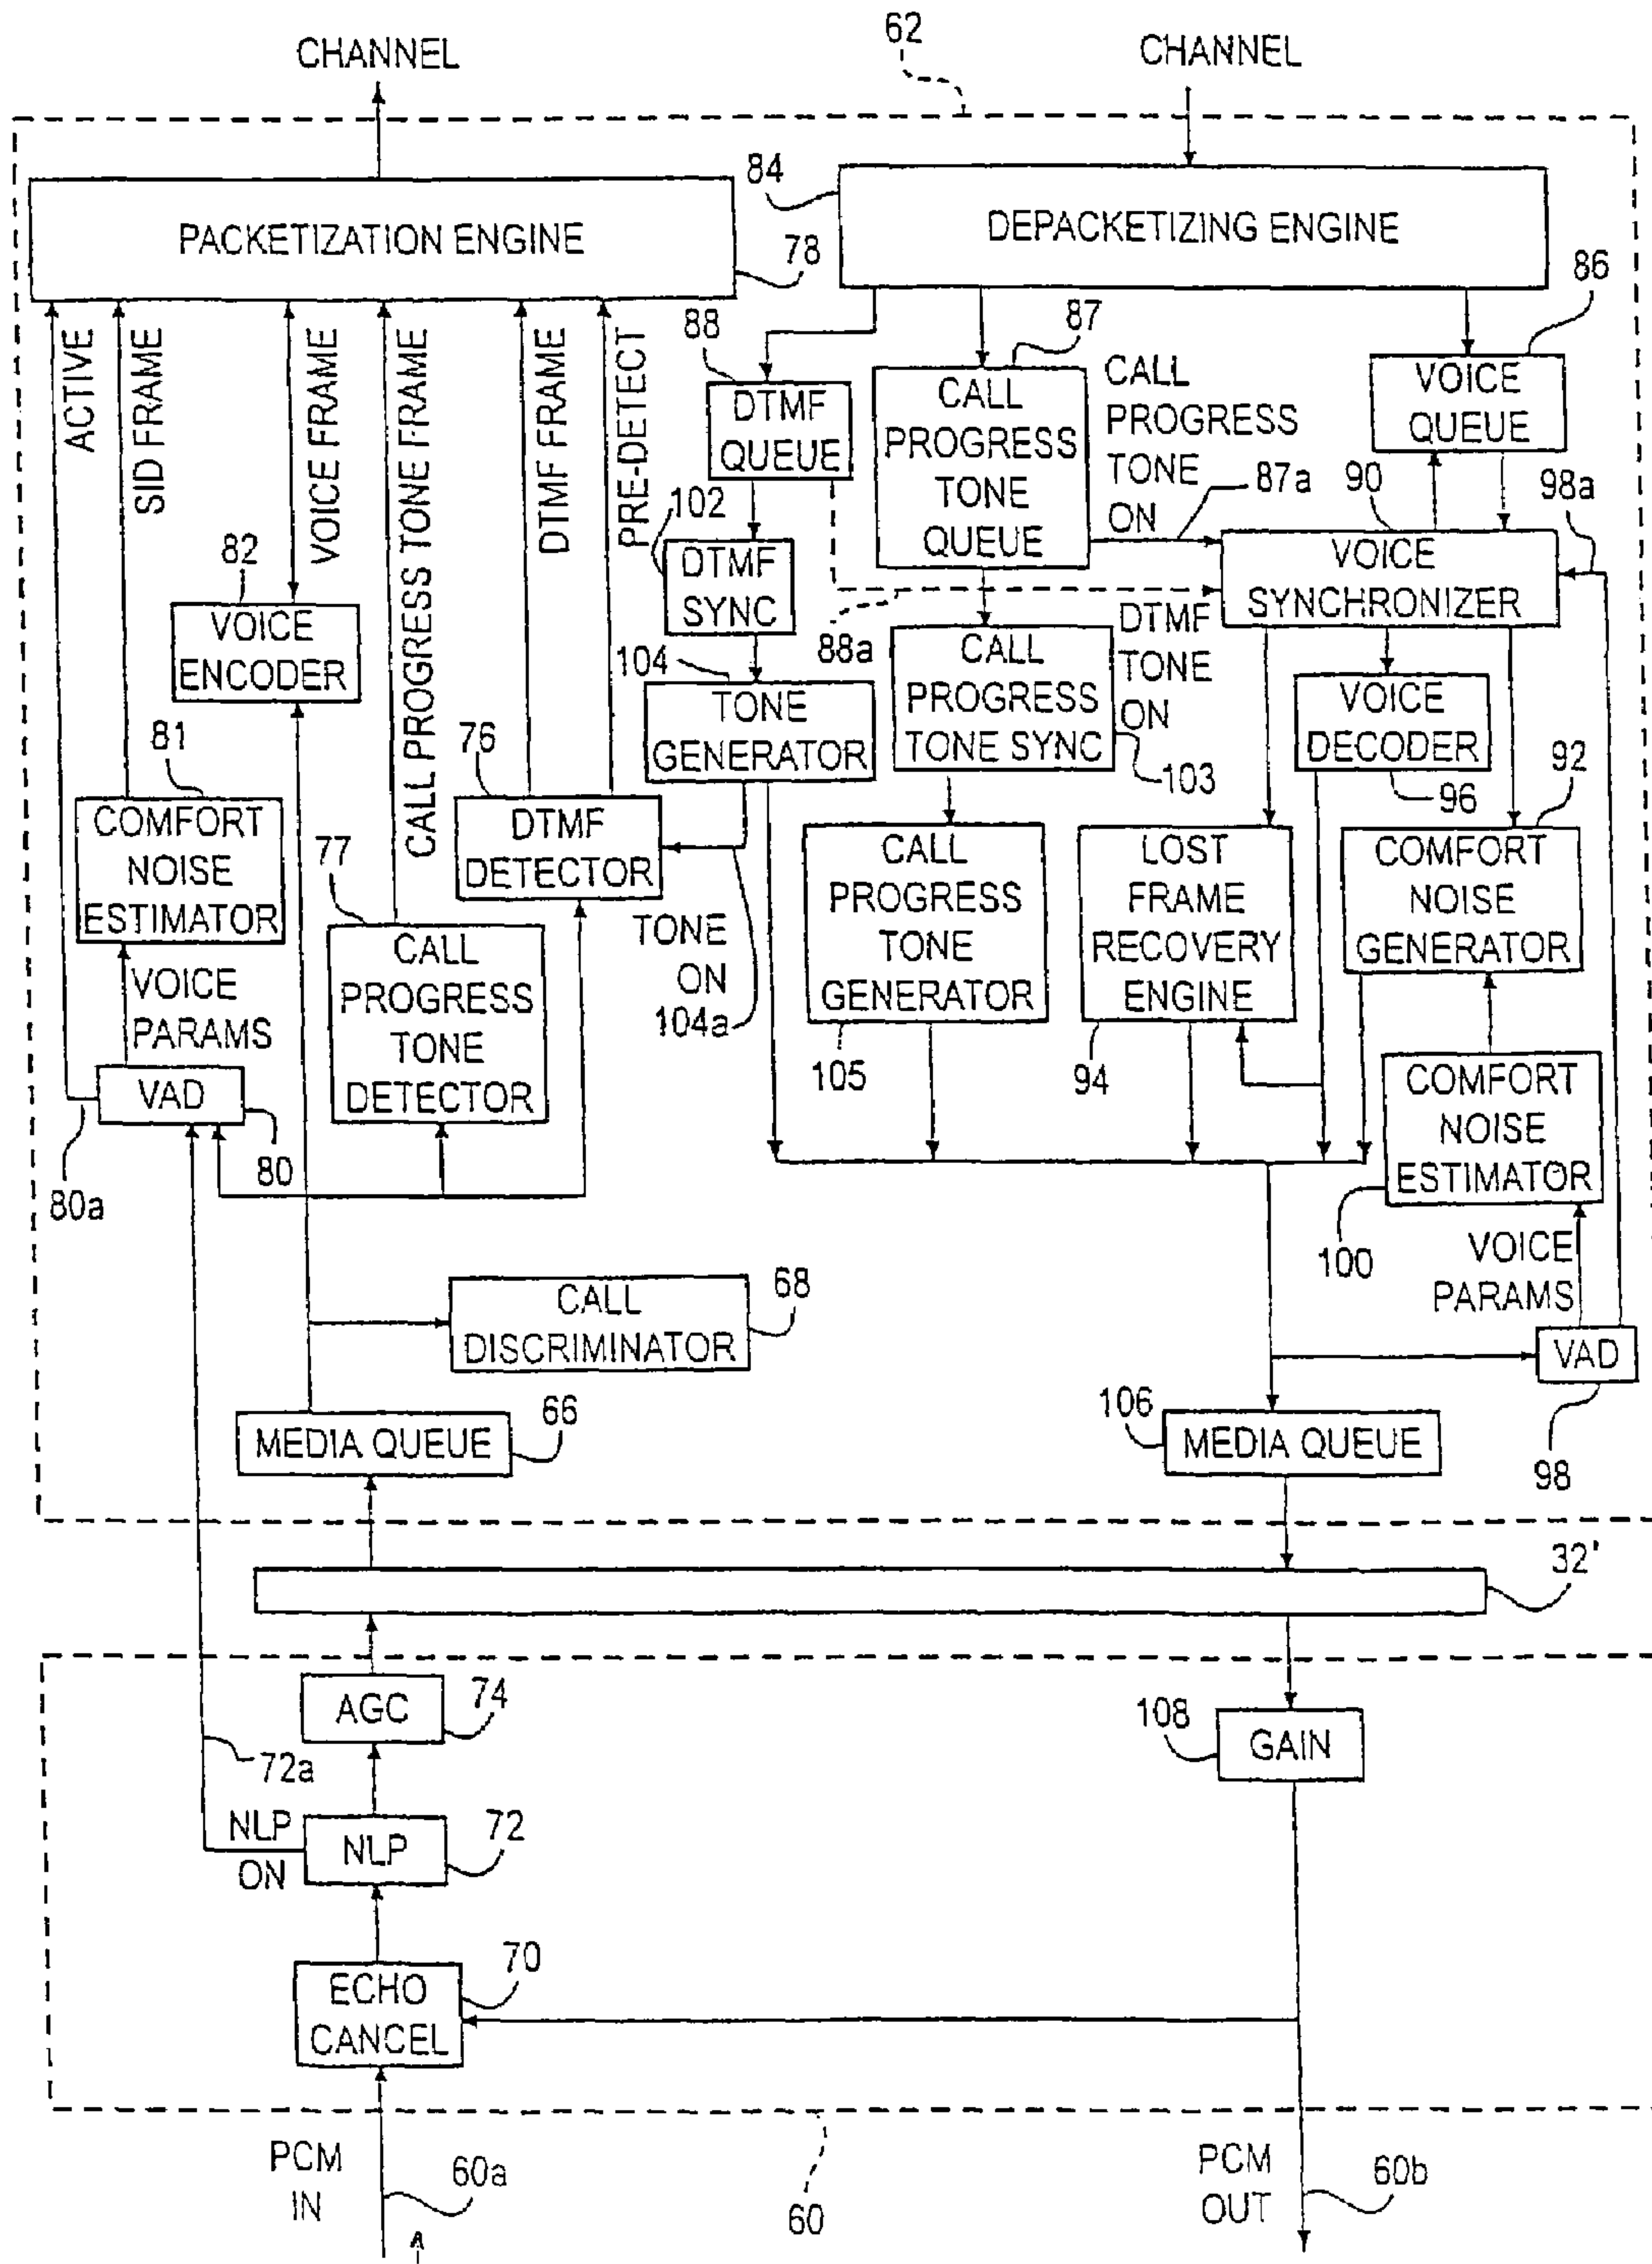 62
CHANNEL
CHANNEL
84
PACKETIZATION ENGINE
78
DEPACKETIZING ENGINE
86
ACTIVE
SID FRAME
VOICE FRAME
CALL PROGRESS TONE FRAME
DTMF FRAME
PRE-DETECT
88
DTMF
QUEUE
87
CALL
PROGRESS
TONE
QUEUE
CALL
PROGRESS
TONE
ON
87a
VOICE
QUEUE
90
98a
102
DTMF
SYNC
88a
DTMF
TONE
ON
VOICE
SYNCHRONIZER
82
VOICE
ENCODER
104
TONE
GENERATOR
CALL
PROGRESS
TONE SYNC
103
VOICE
DECODER
96
92
81
COMFORT
NOISE
ESTIMATOR
76
DTMF
DETECTOR
TONE
ON
104a
CALL
PROGRESS
TONE
GENERATOR
105
LOST
FRAME
RECOVERY
ENGINE
94
COMFORT
NOISE
GENERATOR
77
CALL
PROGRESS
TONE
DETECTOR
VOICE
PARAMS
VAD
80
80a
COMFORT
NOISE
ESTIMATOR
100
VOICE
PARAMS
CALL
DISCRIMINATOR
68
VAD
98
MEDIA QUEUE
66
106
MEDIA QUEUE
32'
AGC
74
108
GAIN
72a
NLP
ON
NLP
72
ECHO
CANCEL
70
PCM
IN
60a
60
PCM
OUT
60b